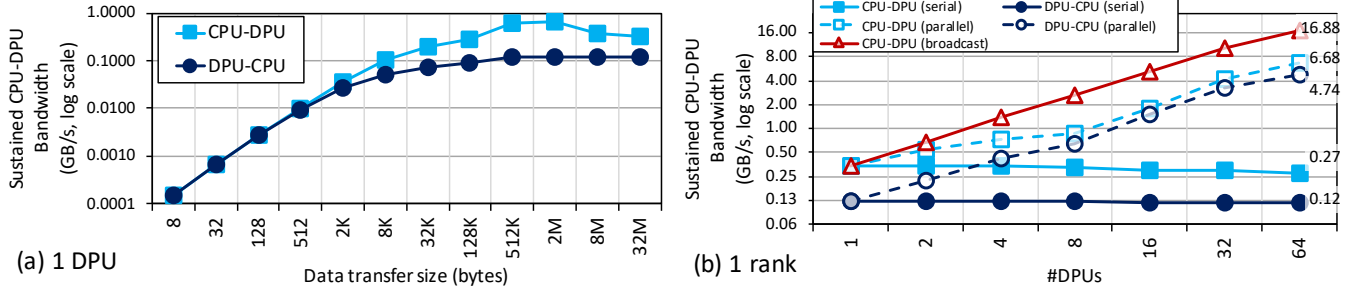 Sustained CPU-DPU
Bandwidth
(GB/s, log scale)
1.0000
0.1000
0.0100
0.0010
0.0001
CPU-DPU
DPU-CPU
8
32
128
512
2K
8K
32K
128K
512K
2M
8M
32M
(a) 1 DPU
Data transfer size (bytes)
Sustained CPU-DPU
Bandwidth
(GB/s, log scale)
16.00
8.00
4.00
2.00
1.00
0.50
0.25
0.13
0.06
CPU-DPU (serial)
DPU-CPU (serial)
CPU-DPU (parallel)
DPU-CPU (parallel)
CPU-DPU (broadcast)
16.88
6.68
4.74
0.27
0.12
1
2
4
8
16
32
64
(b) 1 rank
#DPUs